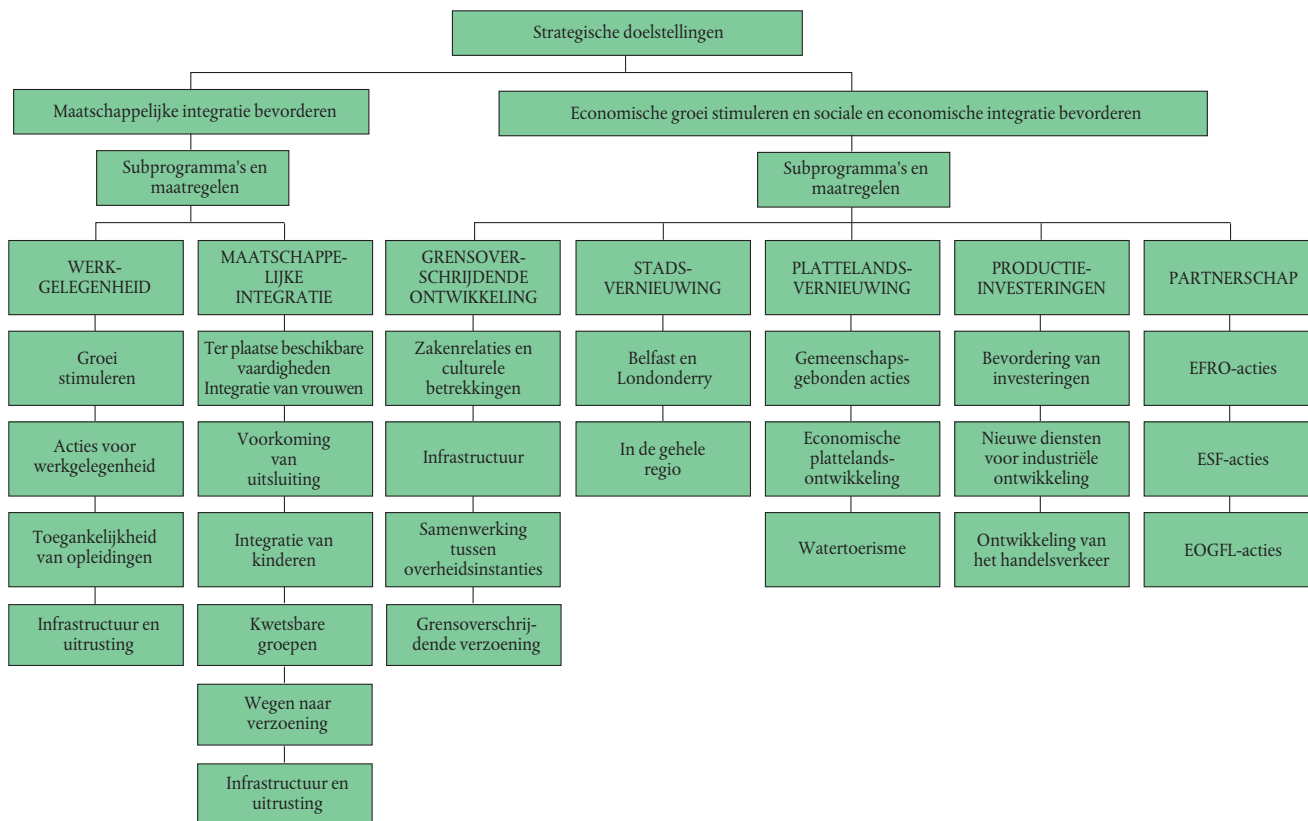 Strategische doelstellingen
Maatschappelijke integratie bevorderen
Economische groei stimuleren en sociale en economische integratie bevorderen
Subprogramma's en
maatregelen
Subprogramma's en
maatregelen
WERK-
GELEGENHEID
MAATSCHAPPE-
LIJKE
INTEGRATIE
GRENSOVER-
SCHRIJDENDE
ONTWIKKELING
STADS-
VERNIEUWING
PLATTELANDS-
VERNIEUWING
PRODUCTIE-
INVESTERINGEN
PARTNERSCHAP
Groei
stimuleren
Ter plaatse beschikbare
vaardigheden
Integratie van vrouwen
Zakenrelaties en
culturele
betrekkingen
Belfast en
Londonderry
Gemeenschaps-
gebonden acties
Bevordering van
investeringen
EFRO-acties
Acties voor
werkgelegenheid
Voorkoming
van
uitsluiting
Infrastructuur
In de gehele
regio
Economische
plattelands-
ontwikkeling
Nieuwe diensten
voor industriële
ontwikkeling
ESF-acties
Toegankelijkheid
van opleidingen
Integratie van
kinderen
Samenwerking
tussen
overheidsinstanties
Watertoerisme
Ontwikkeling van
het handelsverkeer
EOGFL-acties
Infrastructuur en
uitrusting
Kwetsbare
groepen
Grensoverschrij-
dende verzoening
Wegen naar
verzoening
Infrastructuur en
uitrusting